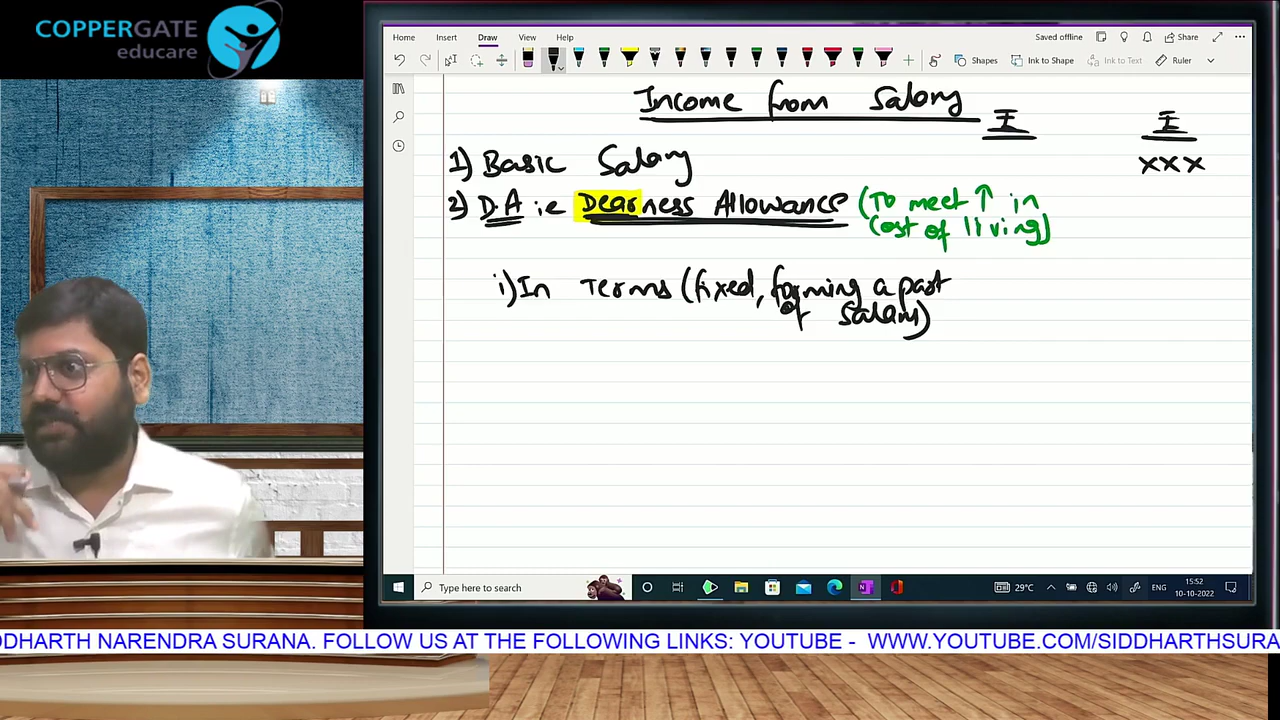 COPPERGATE
educare
Home Insert Draw View Help
Saved offline
Share
Shapes
Ink to Shape
Ink to Text
Ruler
Income from Salary
1) Basic Salary
XXX
2) D.A ie Dearness Allowance (To meet ↑ in
cost of living)
i) In Terms (fixed, forming a part
of Salary)
Type here to search
29°C
ENG
15:52
10-10-2022
DDHARTH NARENDRA SURANA. FOLLOW US AT THE FOLLOWING LINKS: YOUTUBE - WWW.YOUTUBE.COM/SIDDHARTHSURA